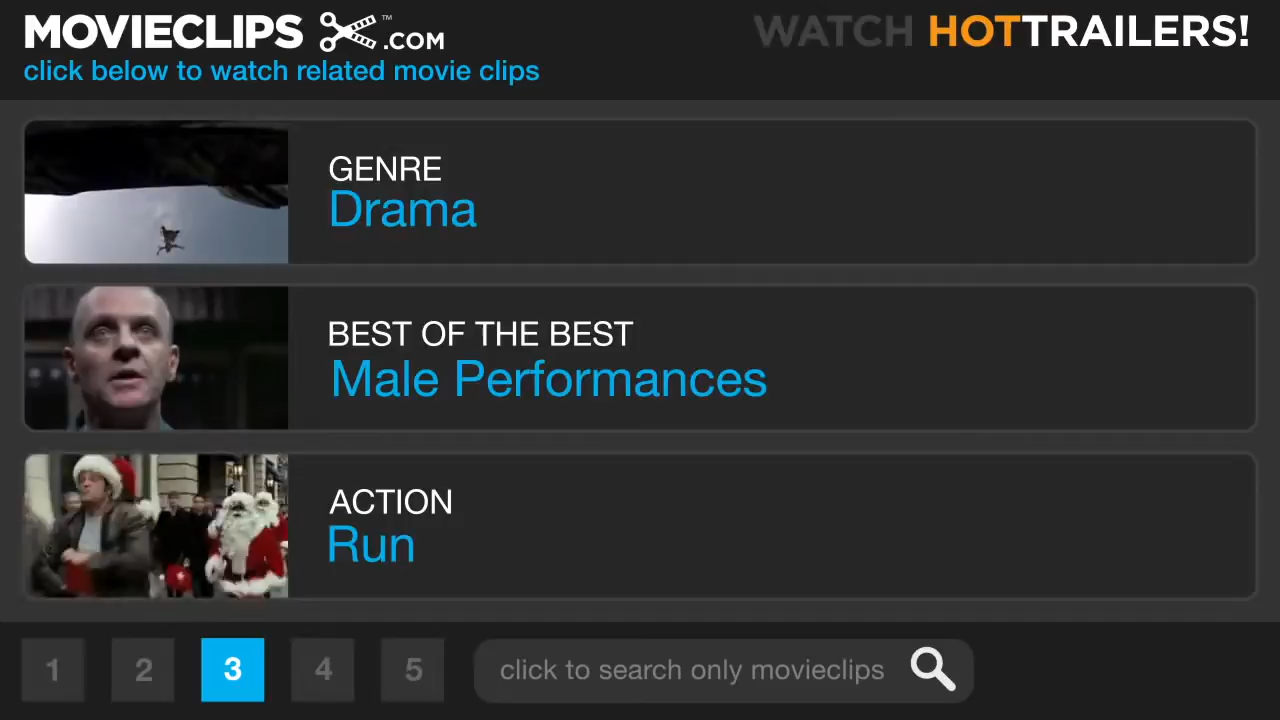 MOVIECLIPS ™.COM
WATCH HOTTRAILERS!
click below to watch related movie clips
GENRE
Drama
BEST OF THE BEST
Male Performances
ACTION
Run
1 2 3 4 5
click to search only movieclips